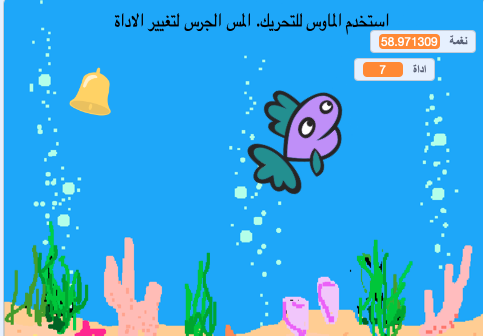 استخدم الماوس للتحريك. المس الجرس لتغيير الاداة
نغمة 58.971309
اداة 7